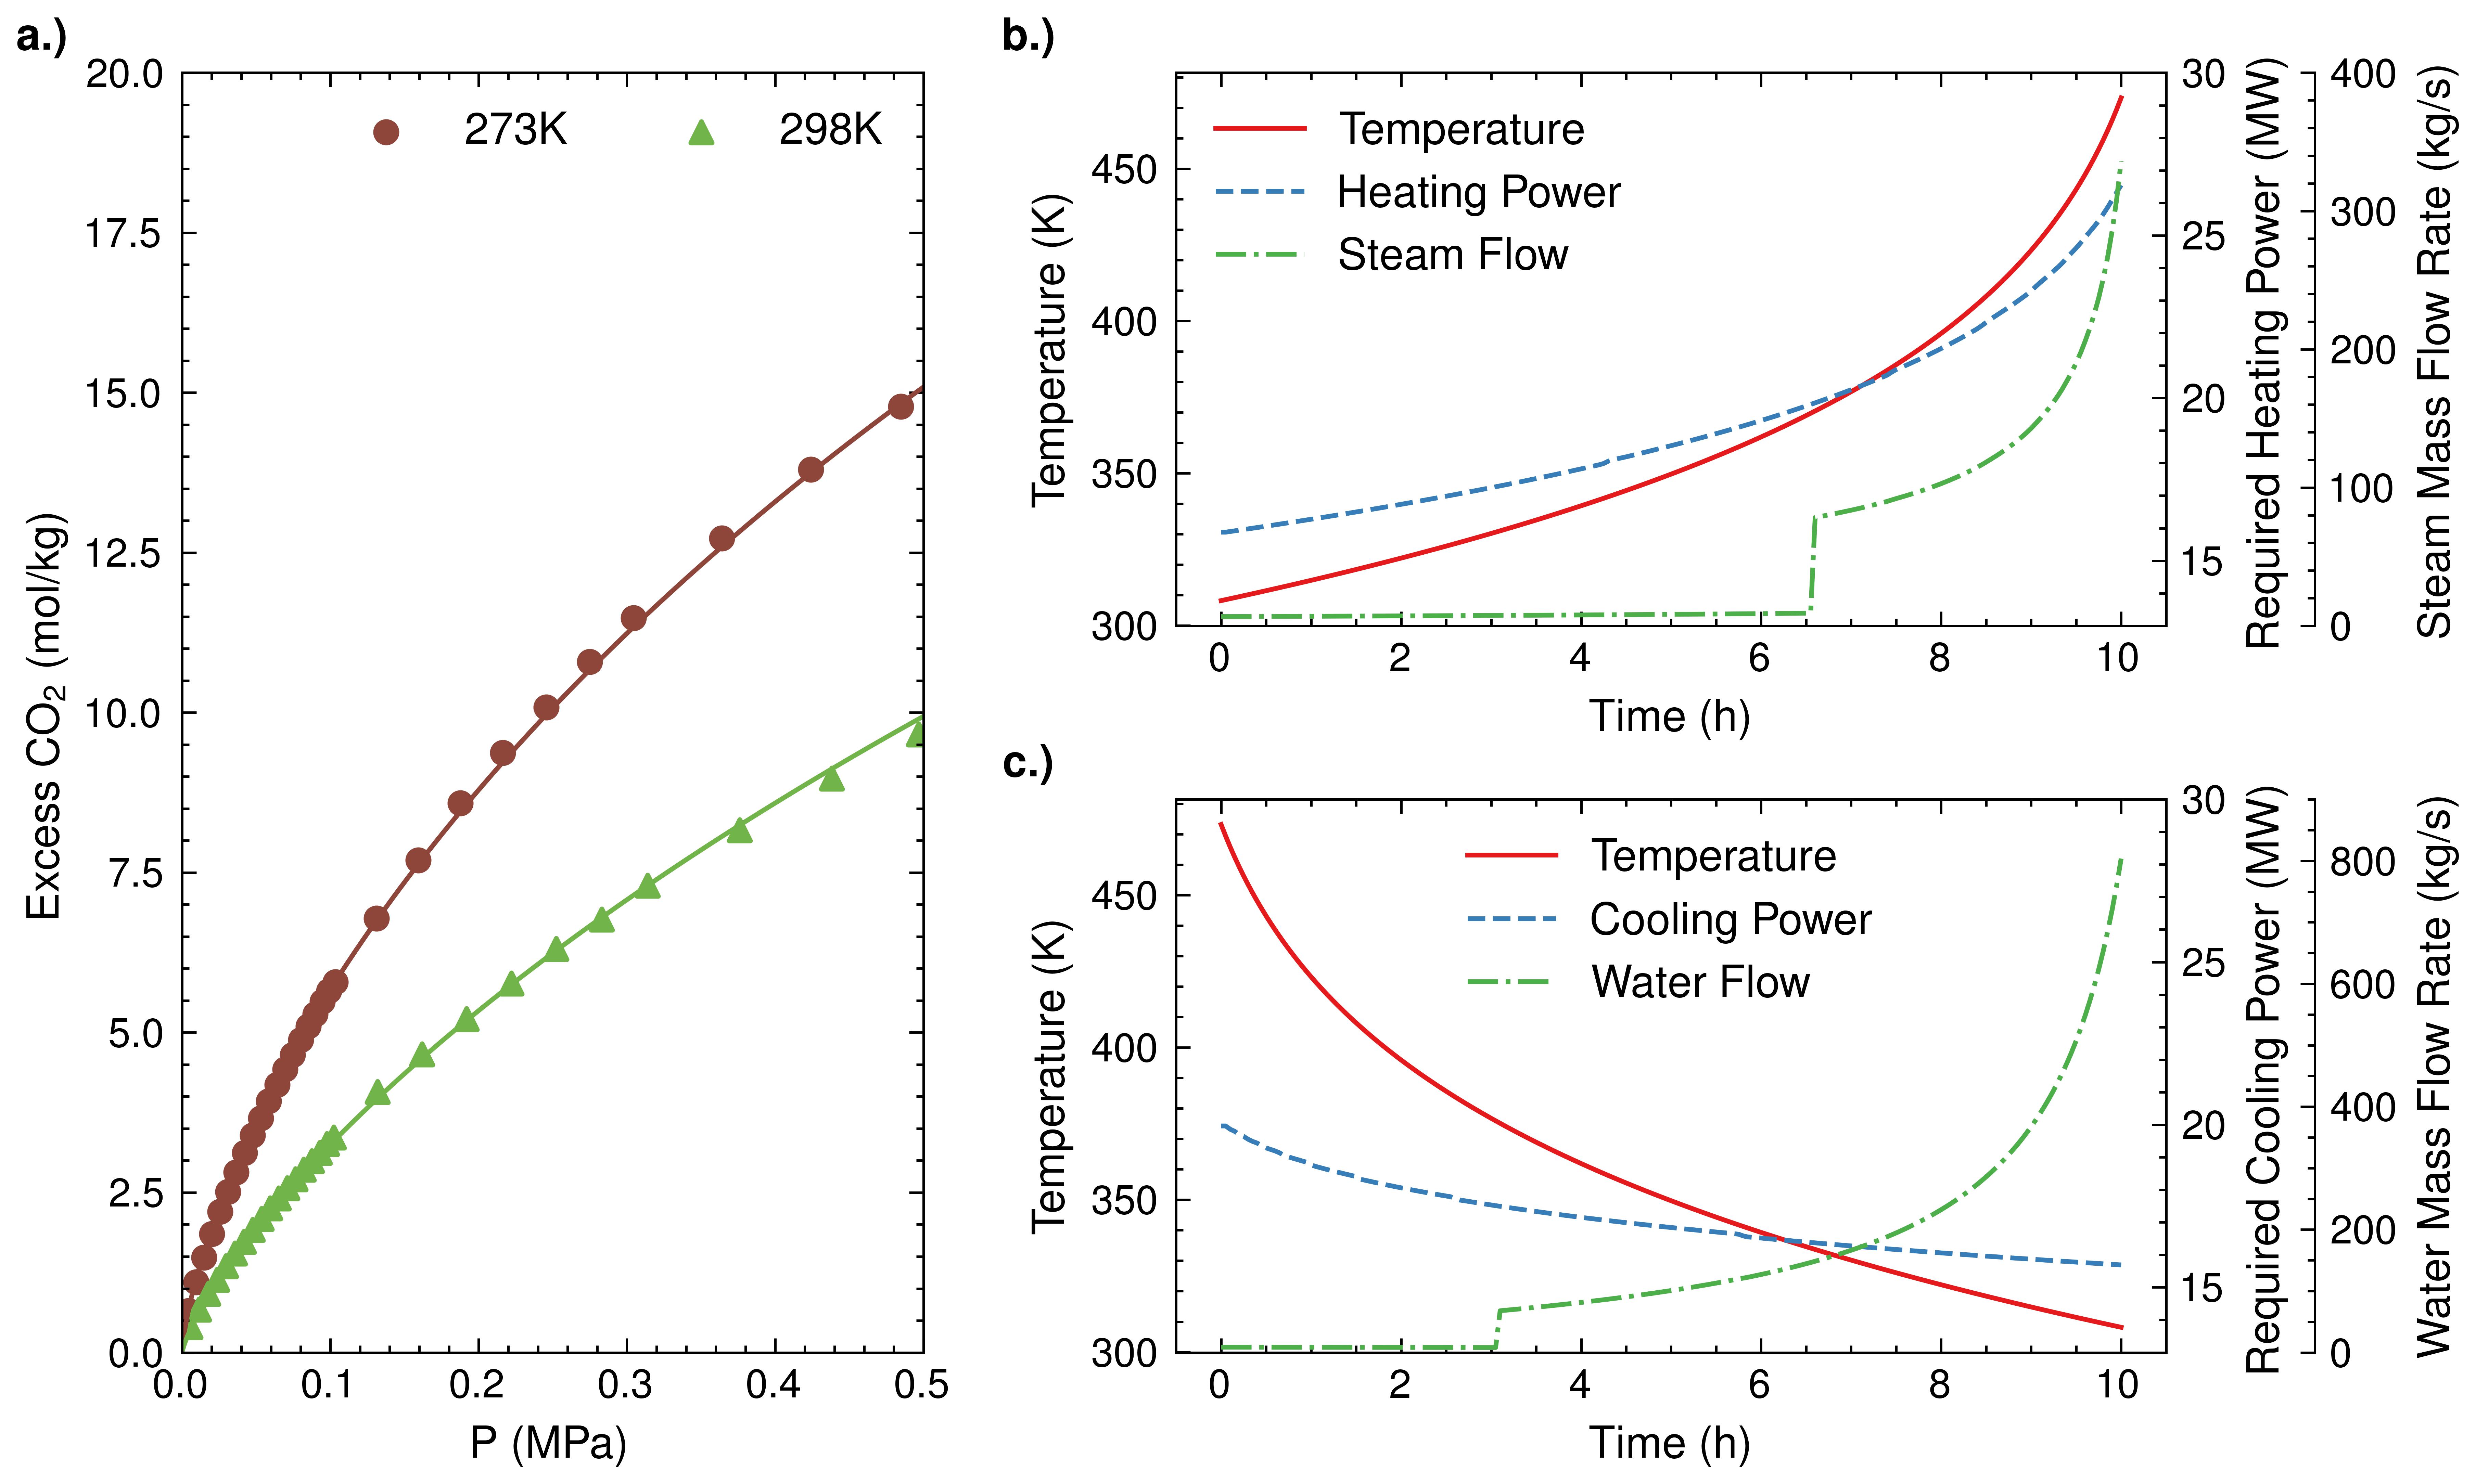 a.)
20.0
17.5
15.0
12.5
10.0
7.5
5.0
2.5
0.0
Excess CO₂ (mol/kg)
273K
298K
0.0 0.1 0.2 0.3 0.4 0.5
P (MPa)
b.)
450
400
350
300
Temperature (K)
Temperature
Heating Power
Steam Flow
30
25
20
15
Required Heating Power (MW)
400
300
200
100
0
Steam Mass Flow Rate (kg/s)
0 2 4 6 8 10
Time (h)
c.)
450
400
350
300
Temperature (K)
Temperature
Cooling Power
Water Flow
30
25
20
15
Required Cooling Power (MW)
800
600
400
200
0
Water Mass Flow Rate (kg/s)
0 2 4 6 8 10
Time (h)